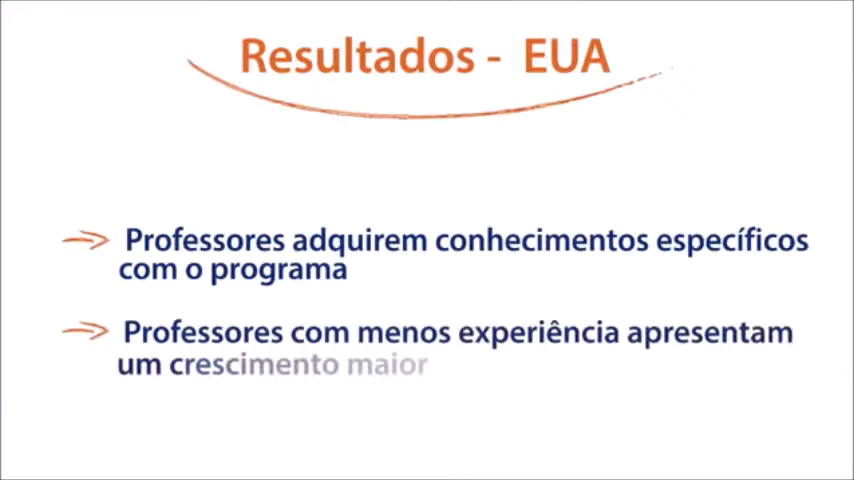 Resultados - EUA
Professores adquirem conhecimentos específicos
com o programa
Professores com menos experiência apresentam
um crescimento maior